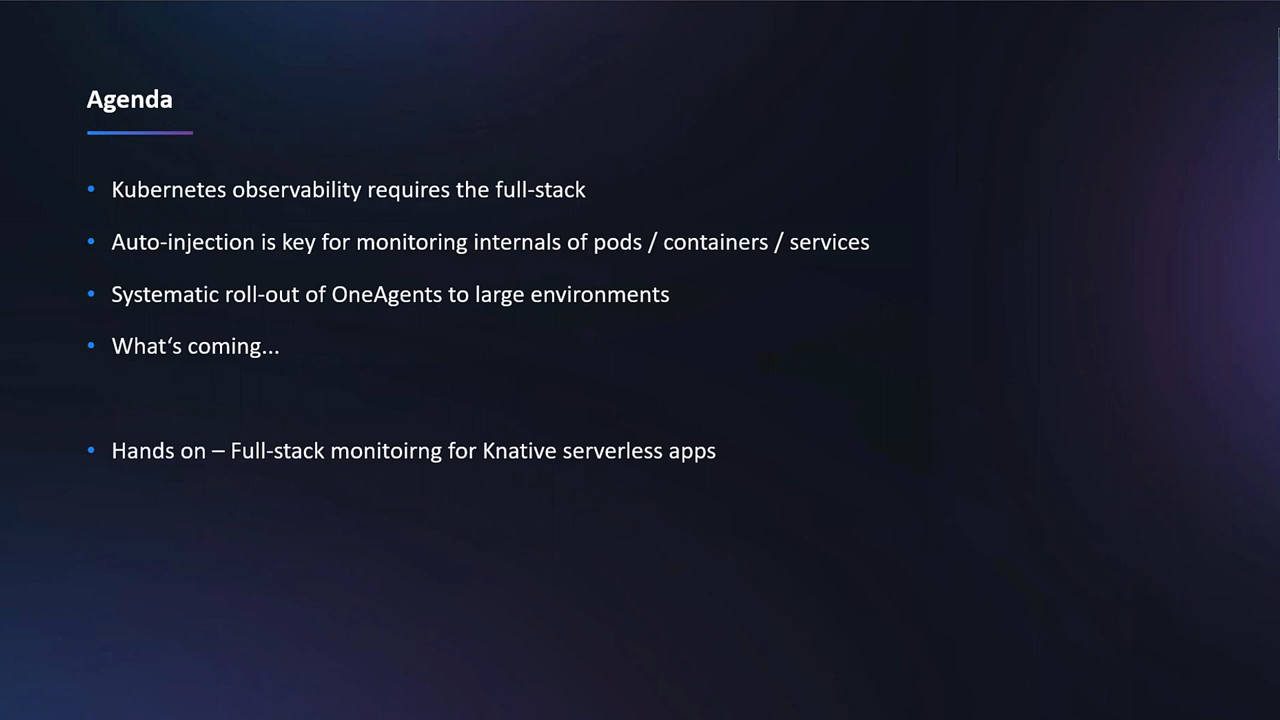 Agenda
• Kubernetes observability requires the full-stack
• Auto-injection is key for monitoring internals of pods / containers / services
• Systematic roll-out of OneAgents to large environments
• What‘s coming...
• Hands on – Full-stack monitoirng for Knative serverless apps